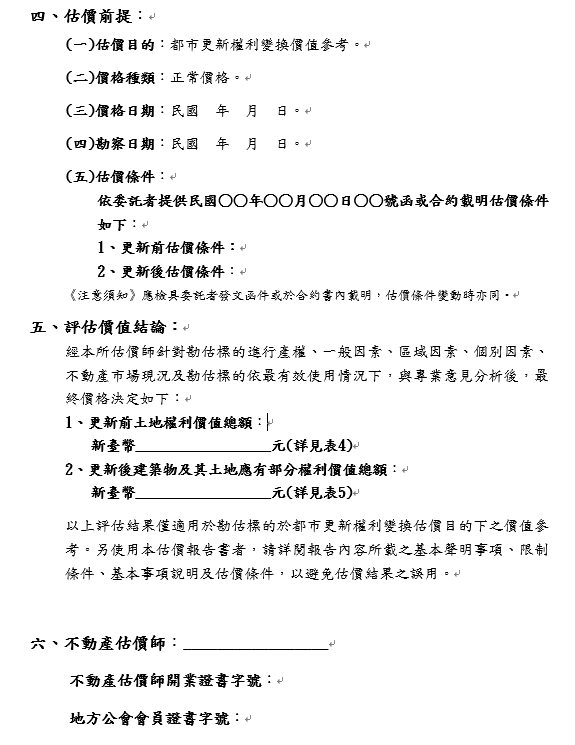 四、估價前提：
(一)估價目的：都市更新權利變換價值參考。
(二)價格種類：正常價格。
(三)價格日期：民國　年　月　日。
(四)勘察日期：民國　年　月　日。
(五)估價條件：
依委託者提供民國○○年○○月○○日○○號函或合約載明估價條件
如下：
1、更新前估價條件：
2、更新後估價條件：
《注意須知》應檢具委託者發文函件或於合約書內載明，估價條件變動時亦同。
五、評估價值結論：
經本所估價師針對勘估標的進行產權、一般因素、區域因素、個別因素、
不動產市場現況及勘估標的依最有效使用情況下，與專業意見分析後，最
終價格決定如下：
1、更新前土地權利價值總額：
新臺幣__________________元(詳見表4)
2、更新後建築物及其土地應有部分權利價值總額：
新臺幣__________________元(詳見表5)
以上評估結果僅適用於勘估標的於都市更新權利變換估價目的下之價值參
考。另使用本估價報告書者，請詳閱報告內容所載之基本聲明事項、限制
條件、基本事項說明及估價條件，以避免估價結果之誤用。
六、不動產估價師：__________________
不動產估價師開業證書字號：
地方公會會員證書字號：